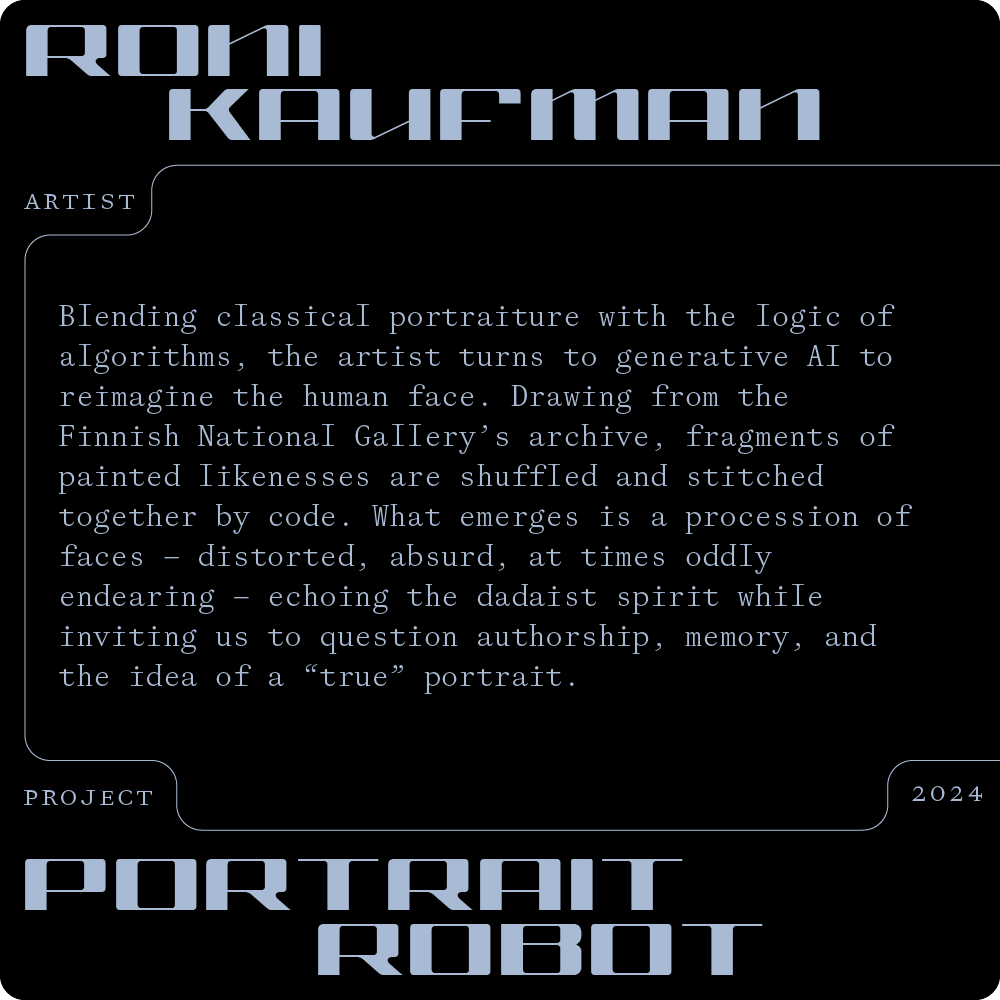 RONI
KAUFMAN
ARTIST
Blending classical portraiture with the logic of
algorithms, the artist turns to generative AI to
reimagine the human face. Drawing from the
Finnish National Gallery’s archive, fragments of
painted likenesses are shuffled and stitched
together by code. What emerges is a procession of
faces – distorted, absurd, at times oddly
endearing – echoing the dadaist spirit while
inviting us to question authorship, memory, and
the idea of a “true” portrait.
PROJECT
2024
PORTRAIT
ROBOT